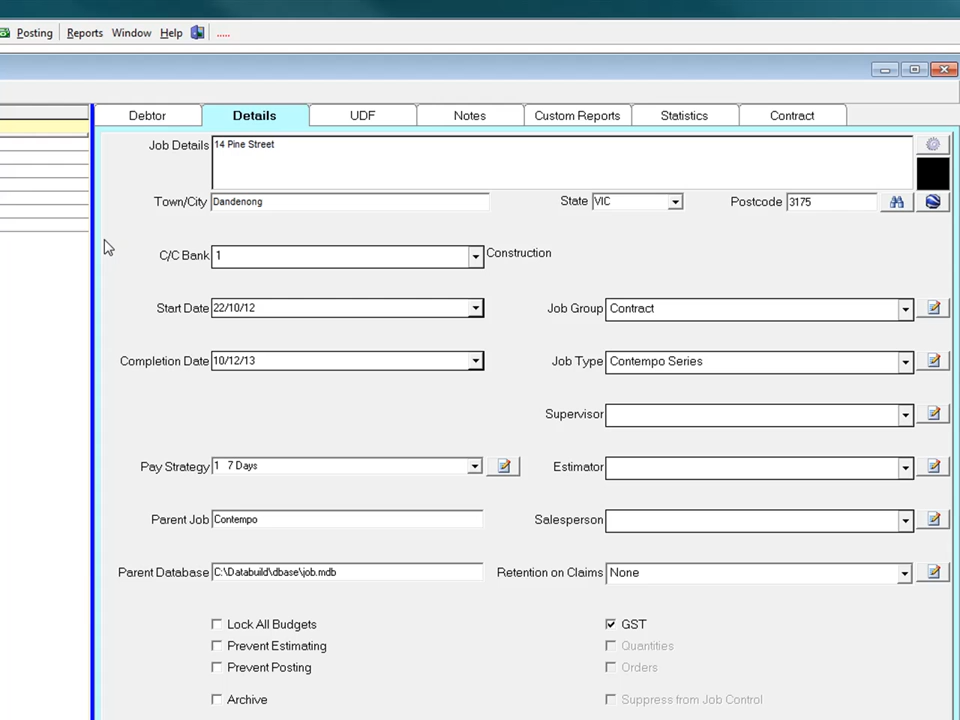 Posting Reports Window Help .....
Debtor Details UDF Notes Custom Reports Statistics Contract
Job Details 14 Pine Street
Town/City Dandenong State VIC Postcode 3175
C/C Bank 1 Construction
Start Date 22/10/12 Job Group Contract
Completion Date 10/12/13 Job Type Contempo Series
Supervisor
Pay Strategy 1 7 Days Estimator
Parent Job Contempo Salesperson
Parent Database C:\Databuild\dbase\job.mdb Retention on Claims None
Lock All Budgets GST
Prevent Estimating Quantities
Prevent Posting Orders
Archive Suppress from Job Control